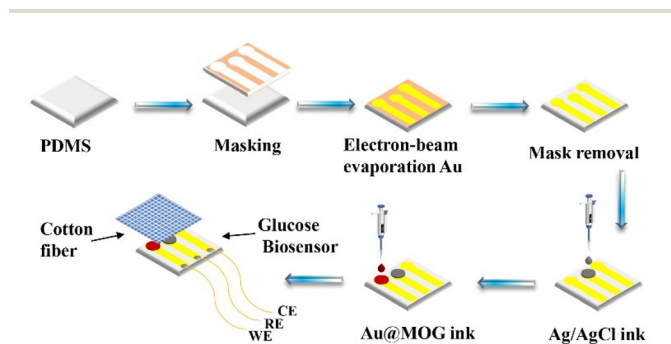 PDMS
Masking
Electron-beam
evaporation Au
Mask removal
Cotton
fiber
Glucose
Biosensor
CE
RE
WE
Au@MOG ink
Ag/AgCl ink